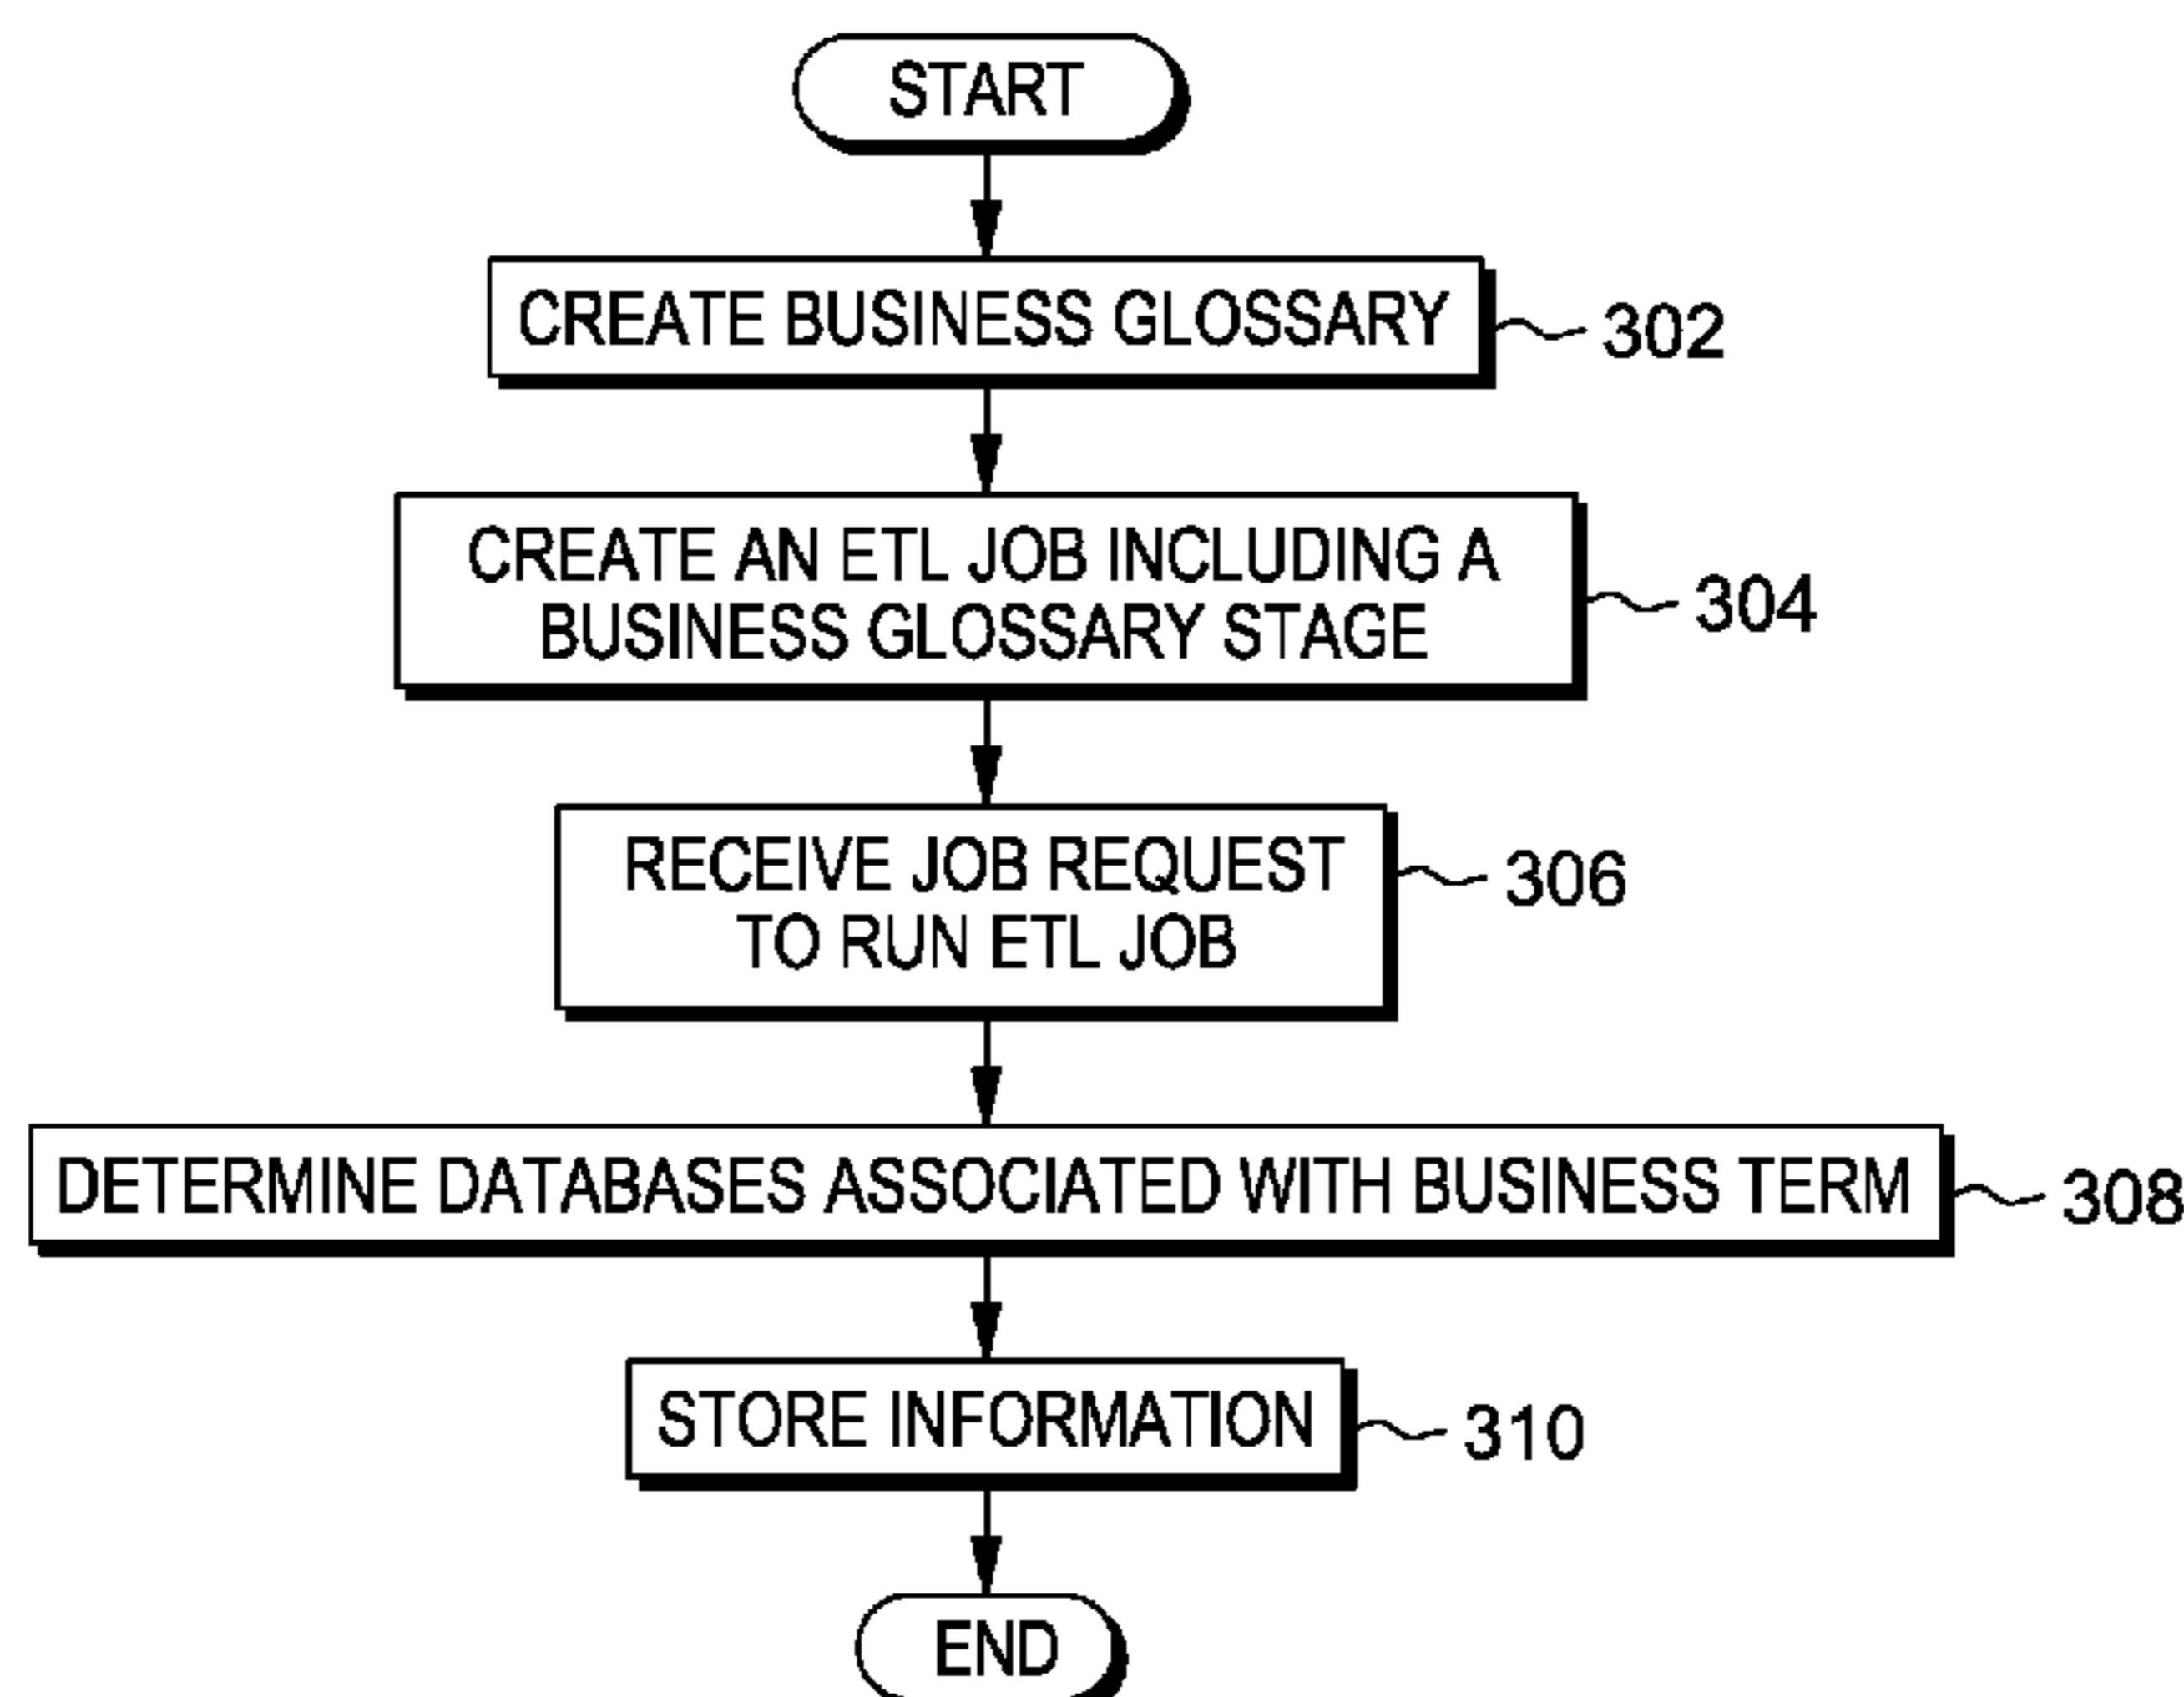 START
CREATE BUSINESS GLOSSARY
302
CREATE AN ETL JOB INCLUDING A
BUSINESS GLOSSARY STAGE
304
RECEIVE JOB REQUEST
TO RUN ETL JOB
306
DETERMINE DATABASES ASSOCIATED WITH BUSINESS TERM
308
STORE INFORMATION
310
END